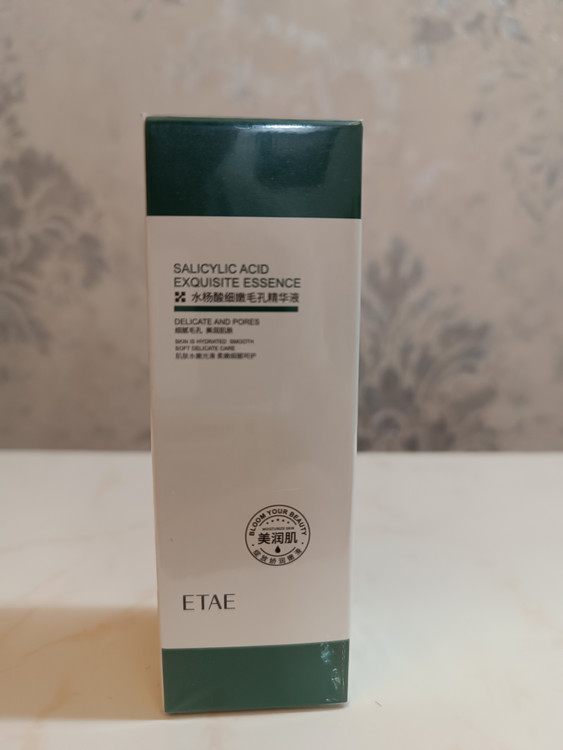 SALICYLIC ACID
EXQUISITE ESSENCE
水杨酸细嫩毛孔精华液
DELICATE AND PORES
细腻毛孔 美润肌肤
SKIN IS HYDRATED SMOOTH
SOFT DELICATE CARE
肌肤水嫩光滑 柔嫩细腻呵护
BLOOM YOUR BEAUTY
MOISTURIZE SKIN
美润肌
ETAE